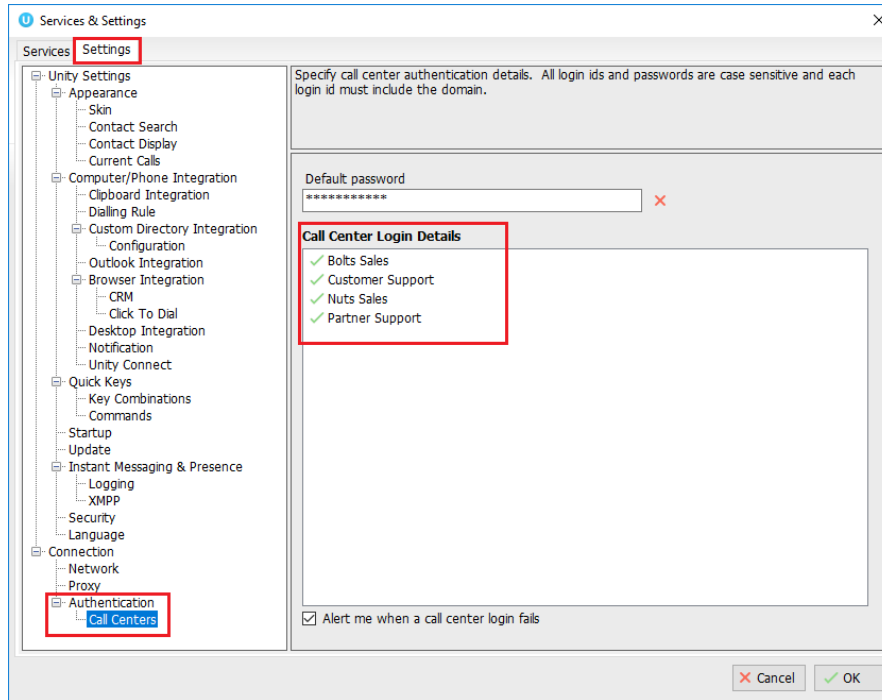 Services & Settings
Services
Settings
Unity Settings
Appearance
Skin
Contact Search
Contact Display
Current Calls
Computer/Phone Integration
Clipboard Integration
Dialling Rule
Custom Directory Integration
Configuration
Outlook Integration
Browser Integration
CRM
Click To Dial
Desktop Integration
Notification
Unity Connect
Quick Keys
Key Combinations
Commands
Startup
Update
Instant Messaging & Presence
Logging
XMPP
Security
Language
Connection
Network
Proxy
Authentication
Call Centers
Specify call center authentication details. All login ids and passwords are case sensitive and each
login id must include the domain.
Default password
***********
Call Center Login Details
Bolts Sales
Customer Support
Nuts Sales
Partner Support
Alert me when a call center login fails
Cancel
OK